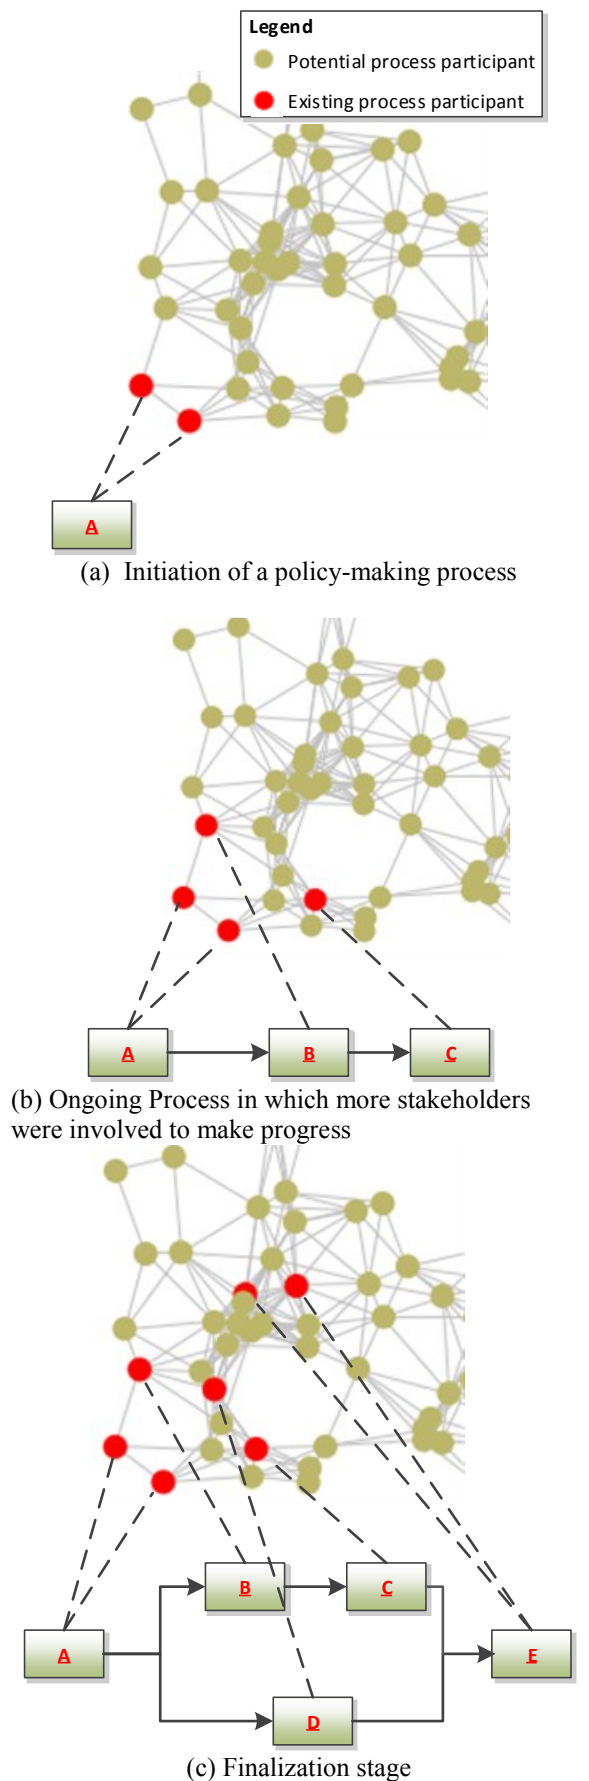 Legend
Potential process participant
Existing process participant
A
(a) Initiation of a policy-making process
A
B
C
(b) Ongoing Process in which more stakeholders
were involved to make progress
B
C
A
E
D
(c) Finalization stage